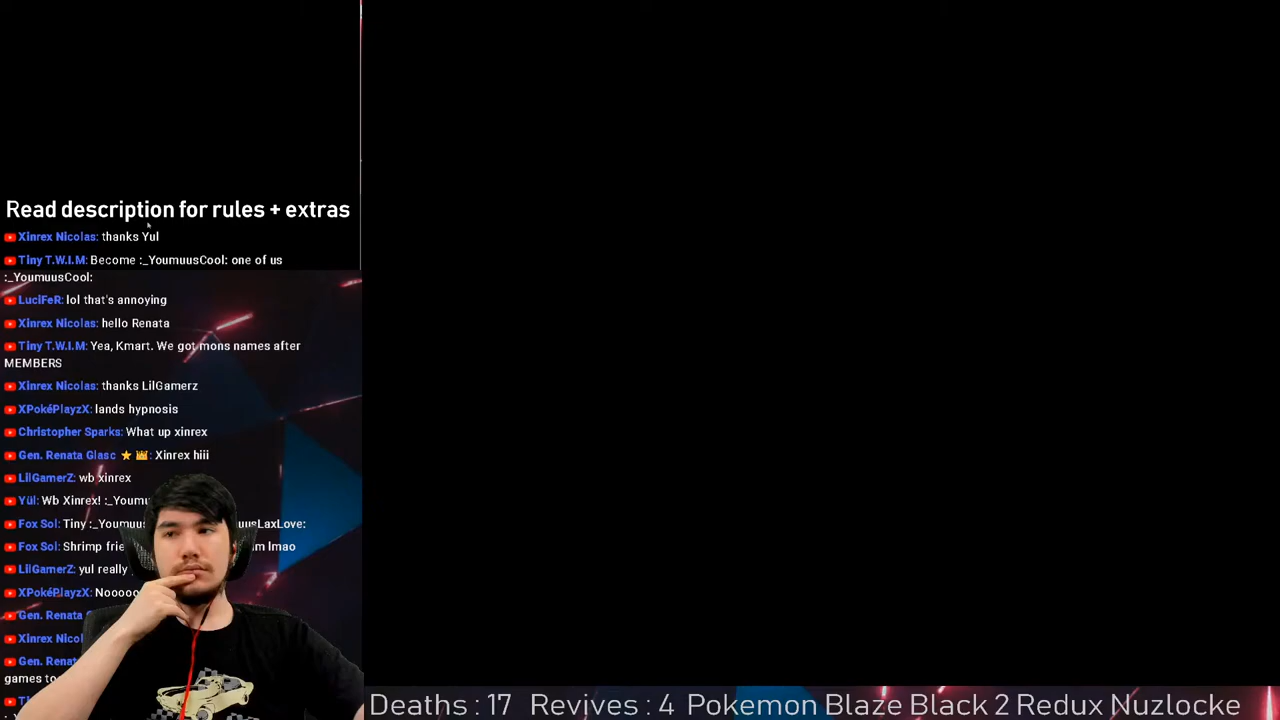 Read description for rules + extras
Xinrex Nicolas: thanks Yul
Tiny T.W.I.M: Become :_YoumuusCool: one of us
:_YoumuusCool:
LuciFeR: lol that's annoying
Xinrex Nicolas: hello Renata
Tiny T.W.I.M: Yea, Kmart. We got mons names after
MEMBERS
Xinrex Nicolas: thanks LilGamerz
XPokéPlayzX: lands hypnosis
Christopher Sparks: What up xinrex
Gen. Renata Glasc: Xinrex hiii
LilGamerZ: wb xinrex
Yül: Wb Xinrex!
Fox Sol: Tiny
Fox Sol: Shrimp lmao
LilGamerZ: yul really
XPokéPlayzX:
Gen. Renata
Gen.
games to
Deaths : 17 Revives : 4 Pokemon Blaze Black 2 Redux Nuzlocke